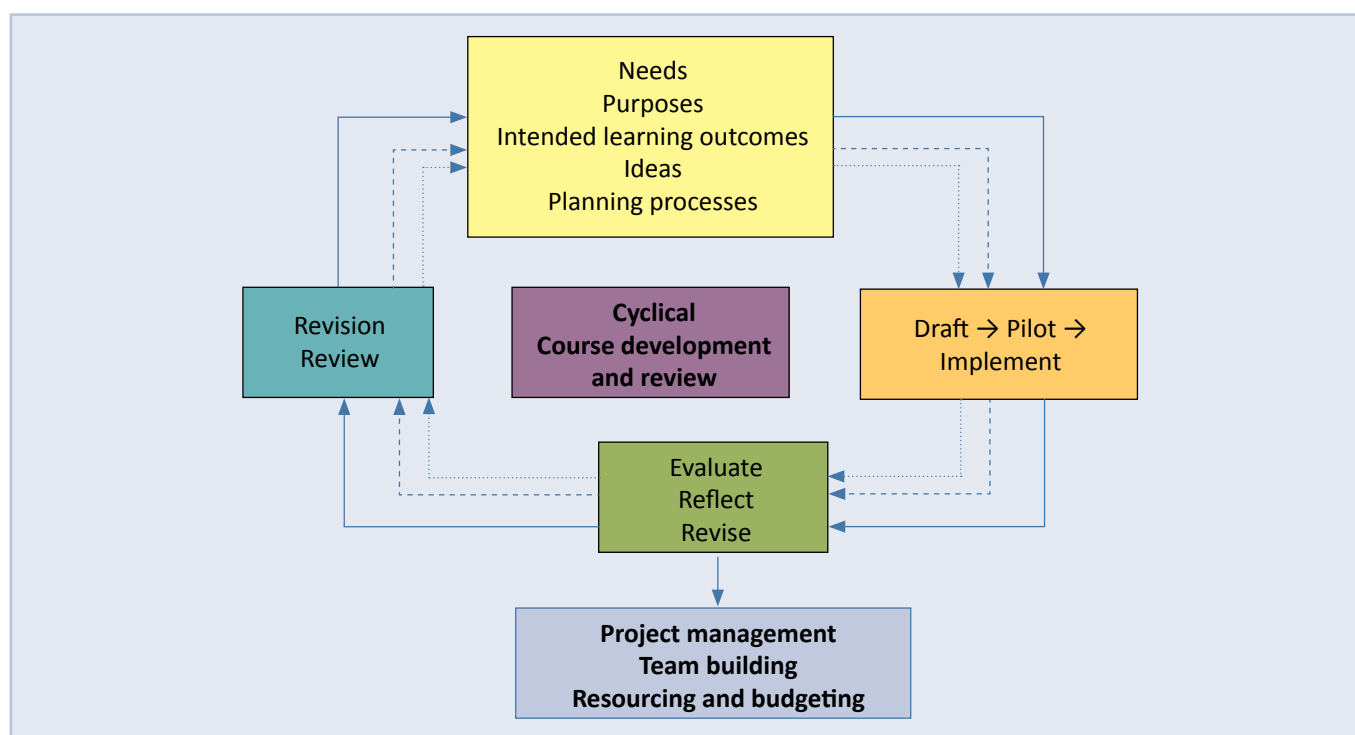 Needs
Purposes
Intended learning outcomes
Ideas
Planning processes
Revision
Review
Cyclical
Course development
and review
Draft → Pilot →
Implement
Evaluate
Reflect
Revise
Project management
Team building
Resourcing and budgeting